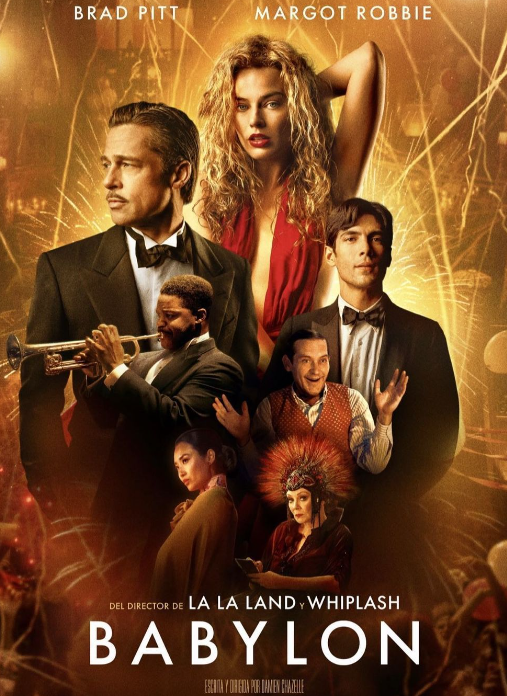 BRAD PITT MARGOT ROBBIE
DEL DIRECTOR DE LA LA LAND Y WHIPLASH
BABYLON
ESCRITA Y DIRIGIDA POR DAMIEN CHAZELLE